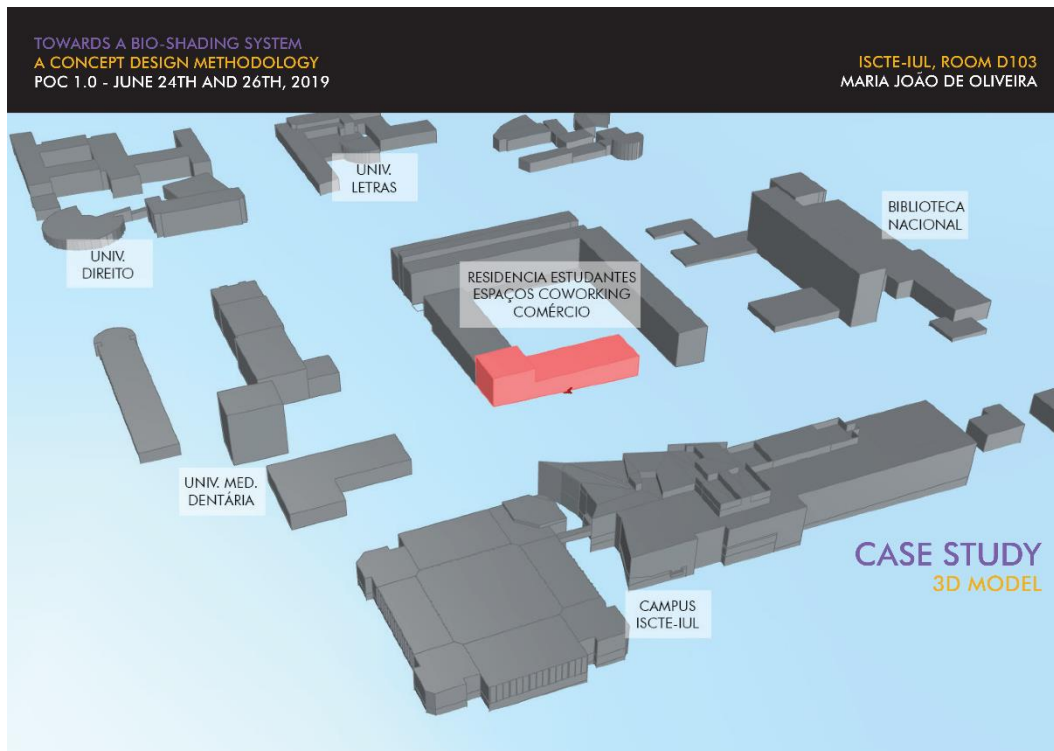 TOWARDS A BIO-SHADING SYSTEM
A CONCEPT DESIGN METHODOLOGY
POC 1.0 - JUNE 24TH AND 26TH, 2019
ISCTE-IUL, ROOM D103
MARIA JOÃO DE OLIVEIRA
UNIV.
LETRAS
BIBLIOTECA
NACIONAL
UNIV.
DIREITO
RESIDENCIA ESTUDANTES
ESPAÇOS COWORKING
COMÉRCIO
UNIV. MED.
DENTÁRIA
CASE STUDY
3D MODEL
CAMPUS
ISCTE-IUL